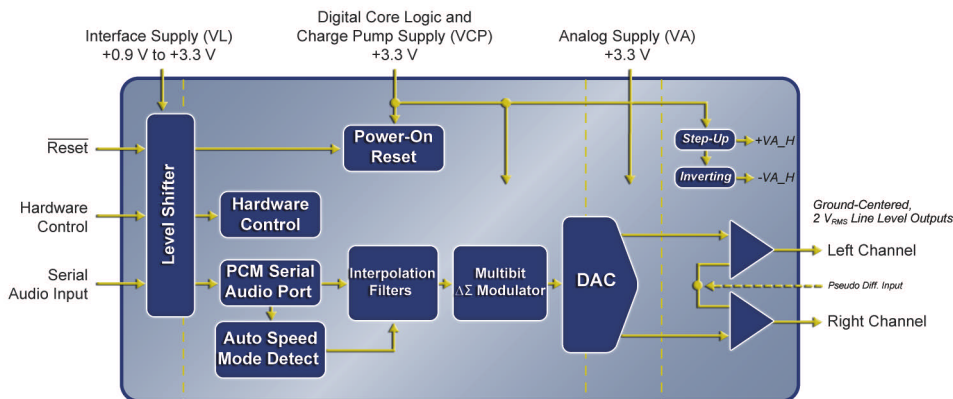 Digital Core Logic and
Interface Supply (VL)
Charge Pump Supply (VCP)
Analog Supply (VA)
+0.9 V to +3.3 V
+3.3 V
+3.3 V
Reset
Level Shifter
Power-On
Reset
Step-Up
+VA_H
Inverting
-VA_H
Hardware
Control
Hardware
Control
Ground-Centered,
2 VRMS Line Level Outputs
Left Channel
Serial
Audio Input
PCM Serial
Audio Port
Interpolation
Filters
Multibit
ΔΣ Modulator
DAC
Pseudo Diff. Input
Right Channel
Auto Speed
Mode Detect